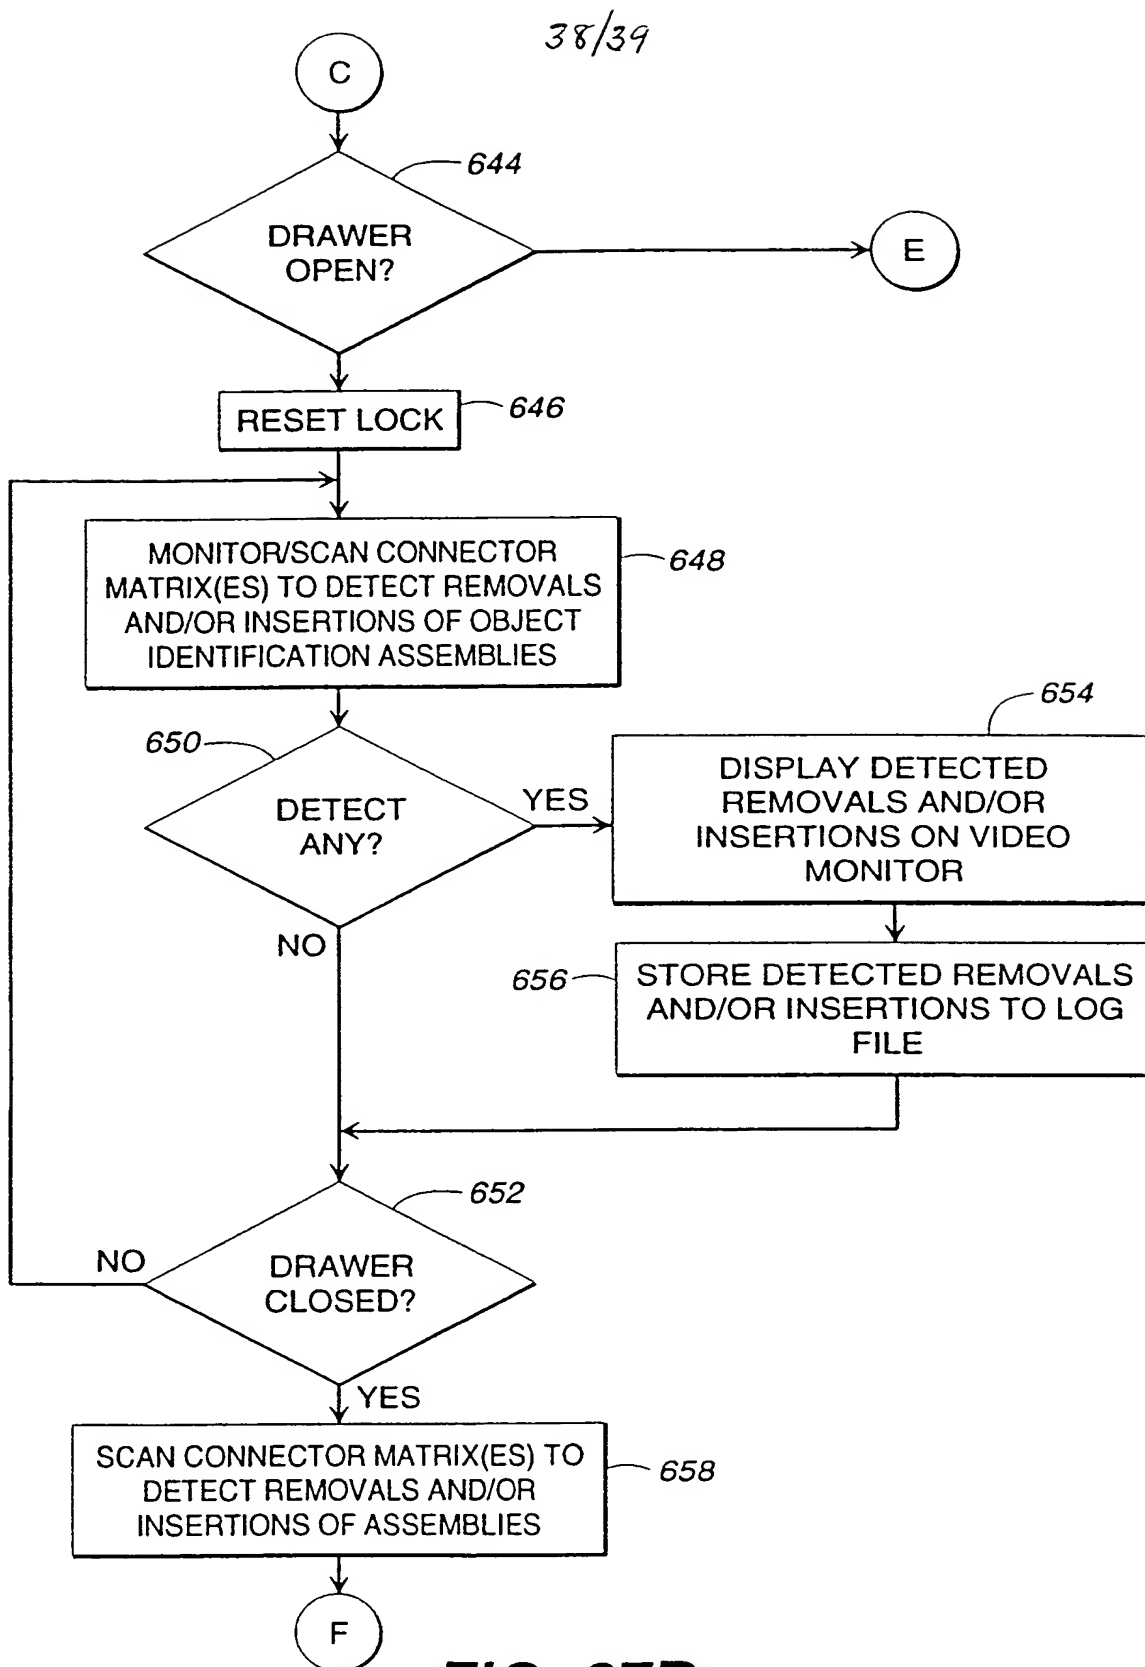 38/39
C
644
DRAWER
OPEN?
E
RESET LOCK
646
MONITOR/SCAN CONNECTOR
MATRIX(ES) TO DETECT REMOVALS
AND/OR INSERTIONS OF OBJECT
IDENTIFICATION ASSEMBLIES
648
650
DETECT
ANY?
YES
NO
654
DISPLAY DETECTED
REMOVALS AND/OR
INSERTIONS ON VIDEO
MONITOR
656
STORE DETECTED REMOVALS
AND/OR INSERTIONS TO LOG
FILE
652
DRAWER
CLOSED?
NO
YES
SCAN CONNECTOR MATRIX(ES) TO
DETECT REMOVALS AND/OR
INSERTIONS OF ASSEMBLIES
658
F